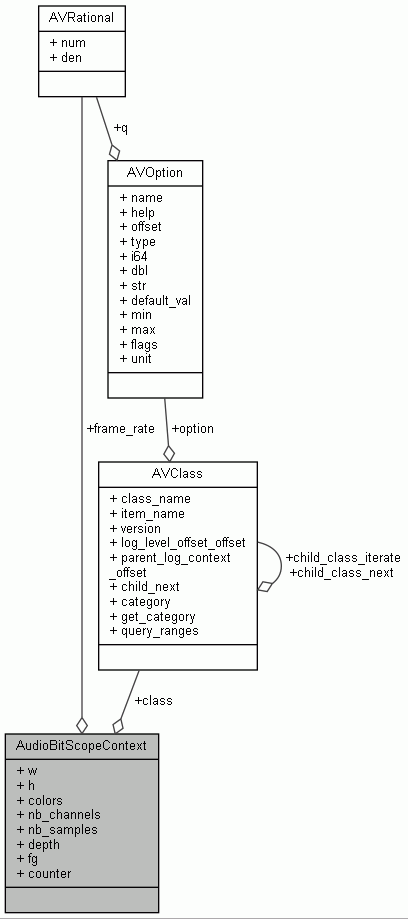 AVRational
+ num
+ den
+q
AVOption
+ name
+ help
+ offset
+ type
+ i64
+ dbl
+ str
+ default_val
+ min
+ max
+ flags
+ unit
+frame_rate
+option
AVClass
+ class_name
+ item_name
+ version
+ log_level_offset_offset
+ parent_log_context
_offset
+ child_next
+ category
+ get_category
+ query_ranges
+child_class_iterate
+child_class_next
+class
AudioBitScopeContext
+ w
+ h
+ colors
+ nb_channels
+ nb_samples
+ depth
+ fg
+ counter